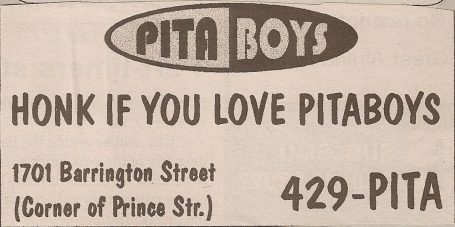 PITA BOYS
HONK IF YOU LOVE PITABOYS
1701 Barrington Street
(Corner of Prince Str.)
429-PITA